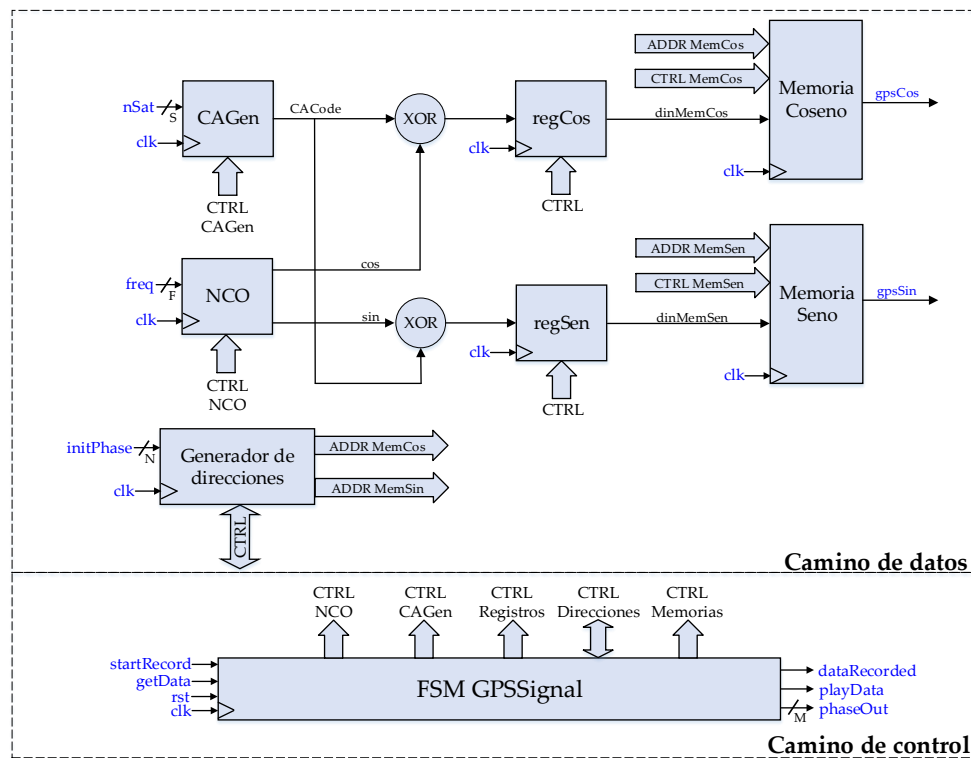 ADDR MemCos
CTRL MemCos
Memoria
Coseno
gpsCos
nSat
S
clk
CAGen
CACode
XOR
regCos
clk
dinMemCos
clk
CTRL
CAGen
CTRL
cos
ADDR MemSen
CTRL MemSen
Memoria
Seno
gpsSin
freq
F
clk
NCO
sin
XOR
regSen
clk
dinMemSen
clk
CTRL
NCO
CTRL
initPhase
N
clk
Generador de
direcciones
ADDR MemCos
ADDR MemSin
CTRL
Camino de datos
CTRL
NCO
CTRL
CAGen
CTRL
Registros
CTRL
Direcciones
CTRL
Memorias
startRecord
getData
rst
clk
FSM GPSSignal
dataRecorded
playData
phaseOut
M
Camino de control